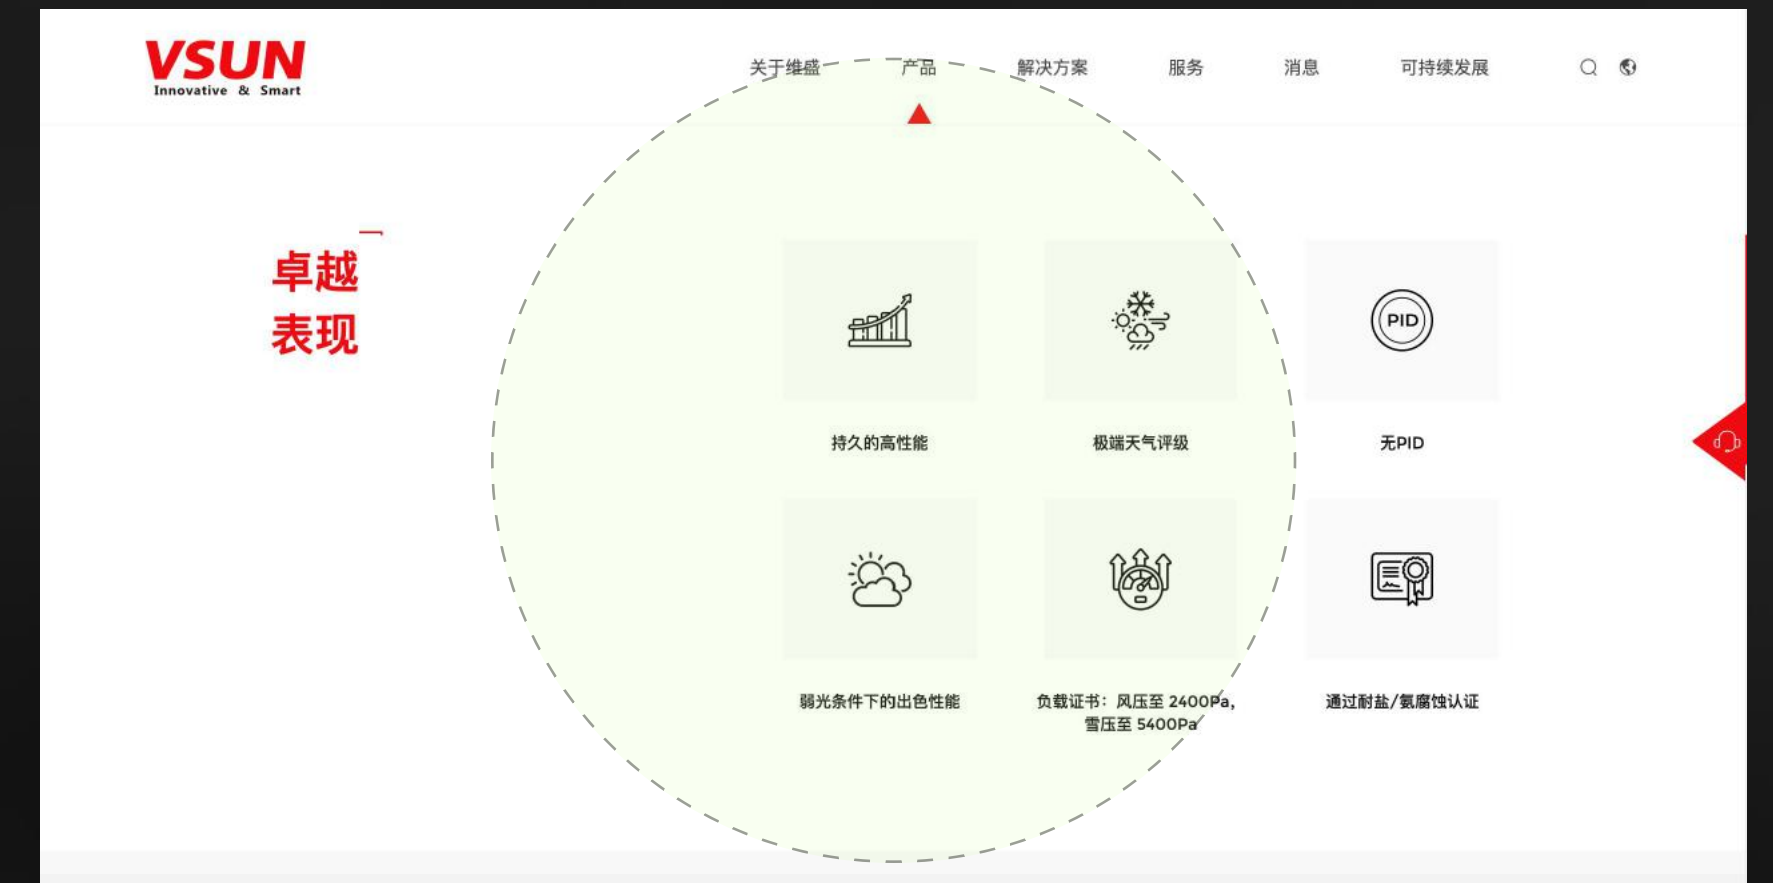 VSUN
Innovative & Smart
关于维盛
产品
解决方案
服务
消息
可持续发展
卓越
表现
PID
持久的高性能
极端天气评级
无PID
弱光条件下的出色性能
负载证书：风压至 2400Pa，
雪压至 5400Pa
通过耐盐/氨腐蚀认证